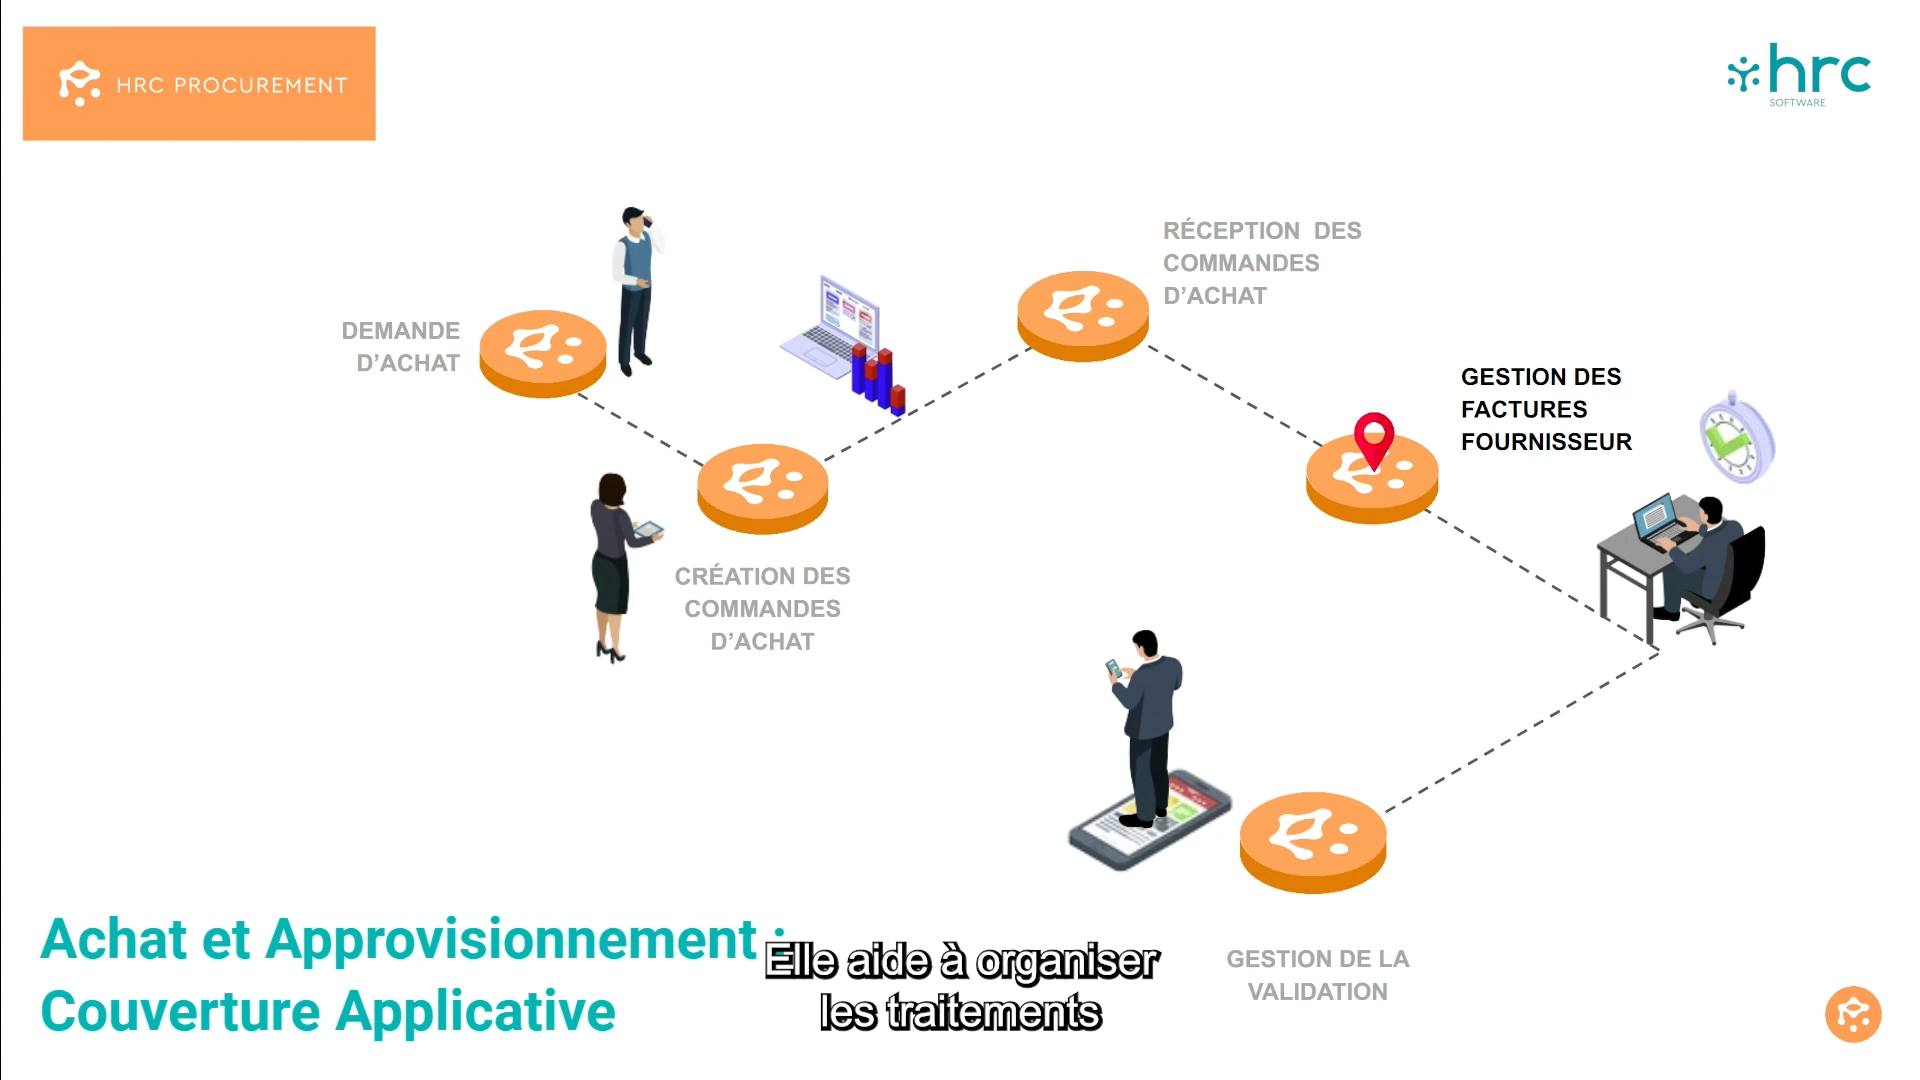 HRC PROCUREMENT
hrc
SOFTWARE
RÉCEPTION DES
COMMANDES
D'ACHAT
DEMANDE
D'ACHAT
GESTION DES
FACTURES
FOURNISSEUR
CRÉATION DES
COMMANDES
D'ACHAT
GESTION DE LA
VALIDATION
Achat et Approvisionnement :
Couverture Applicative
Elle aide à organiser
les traitements